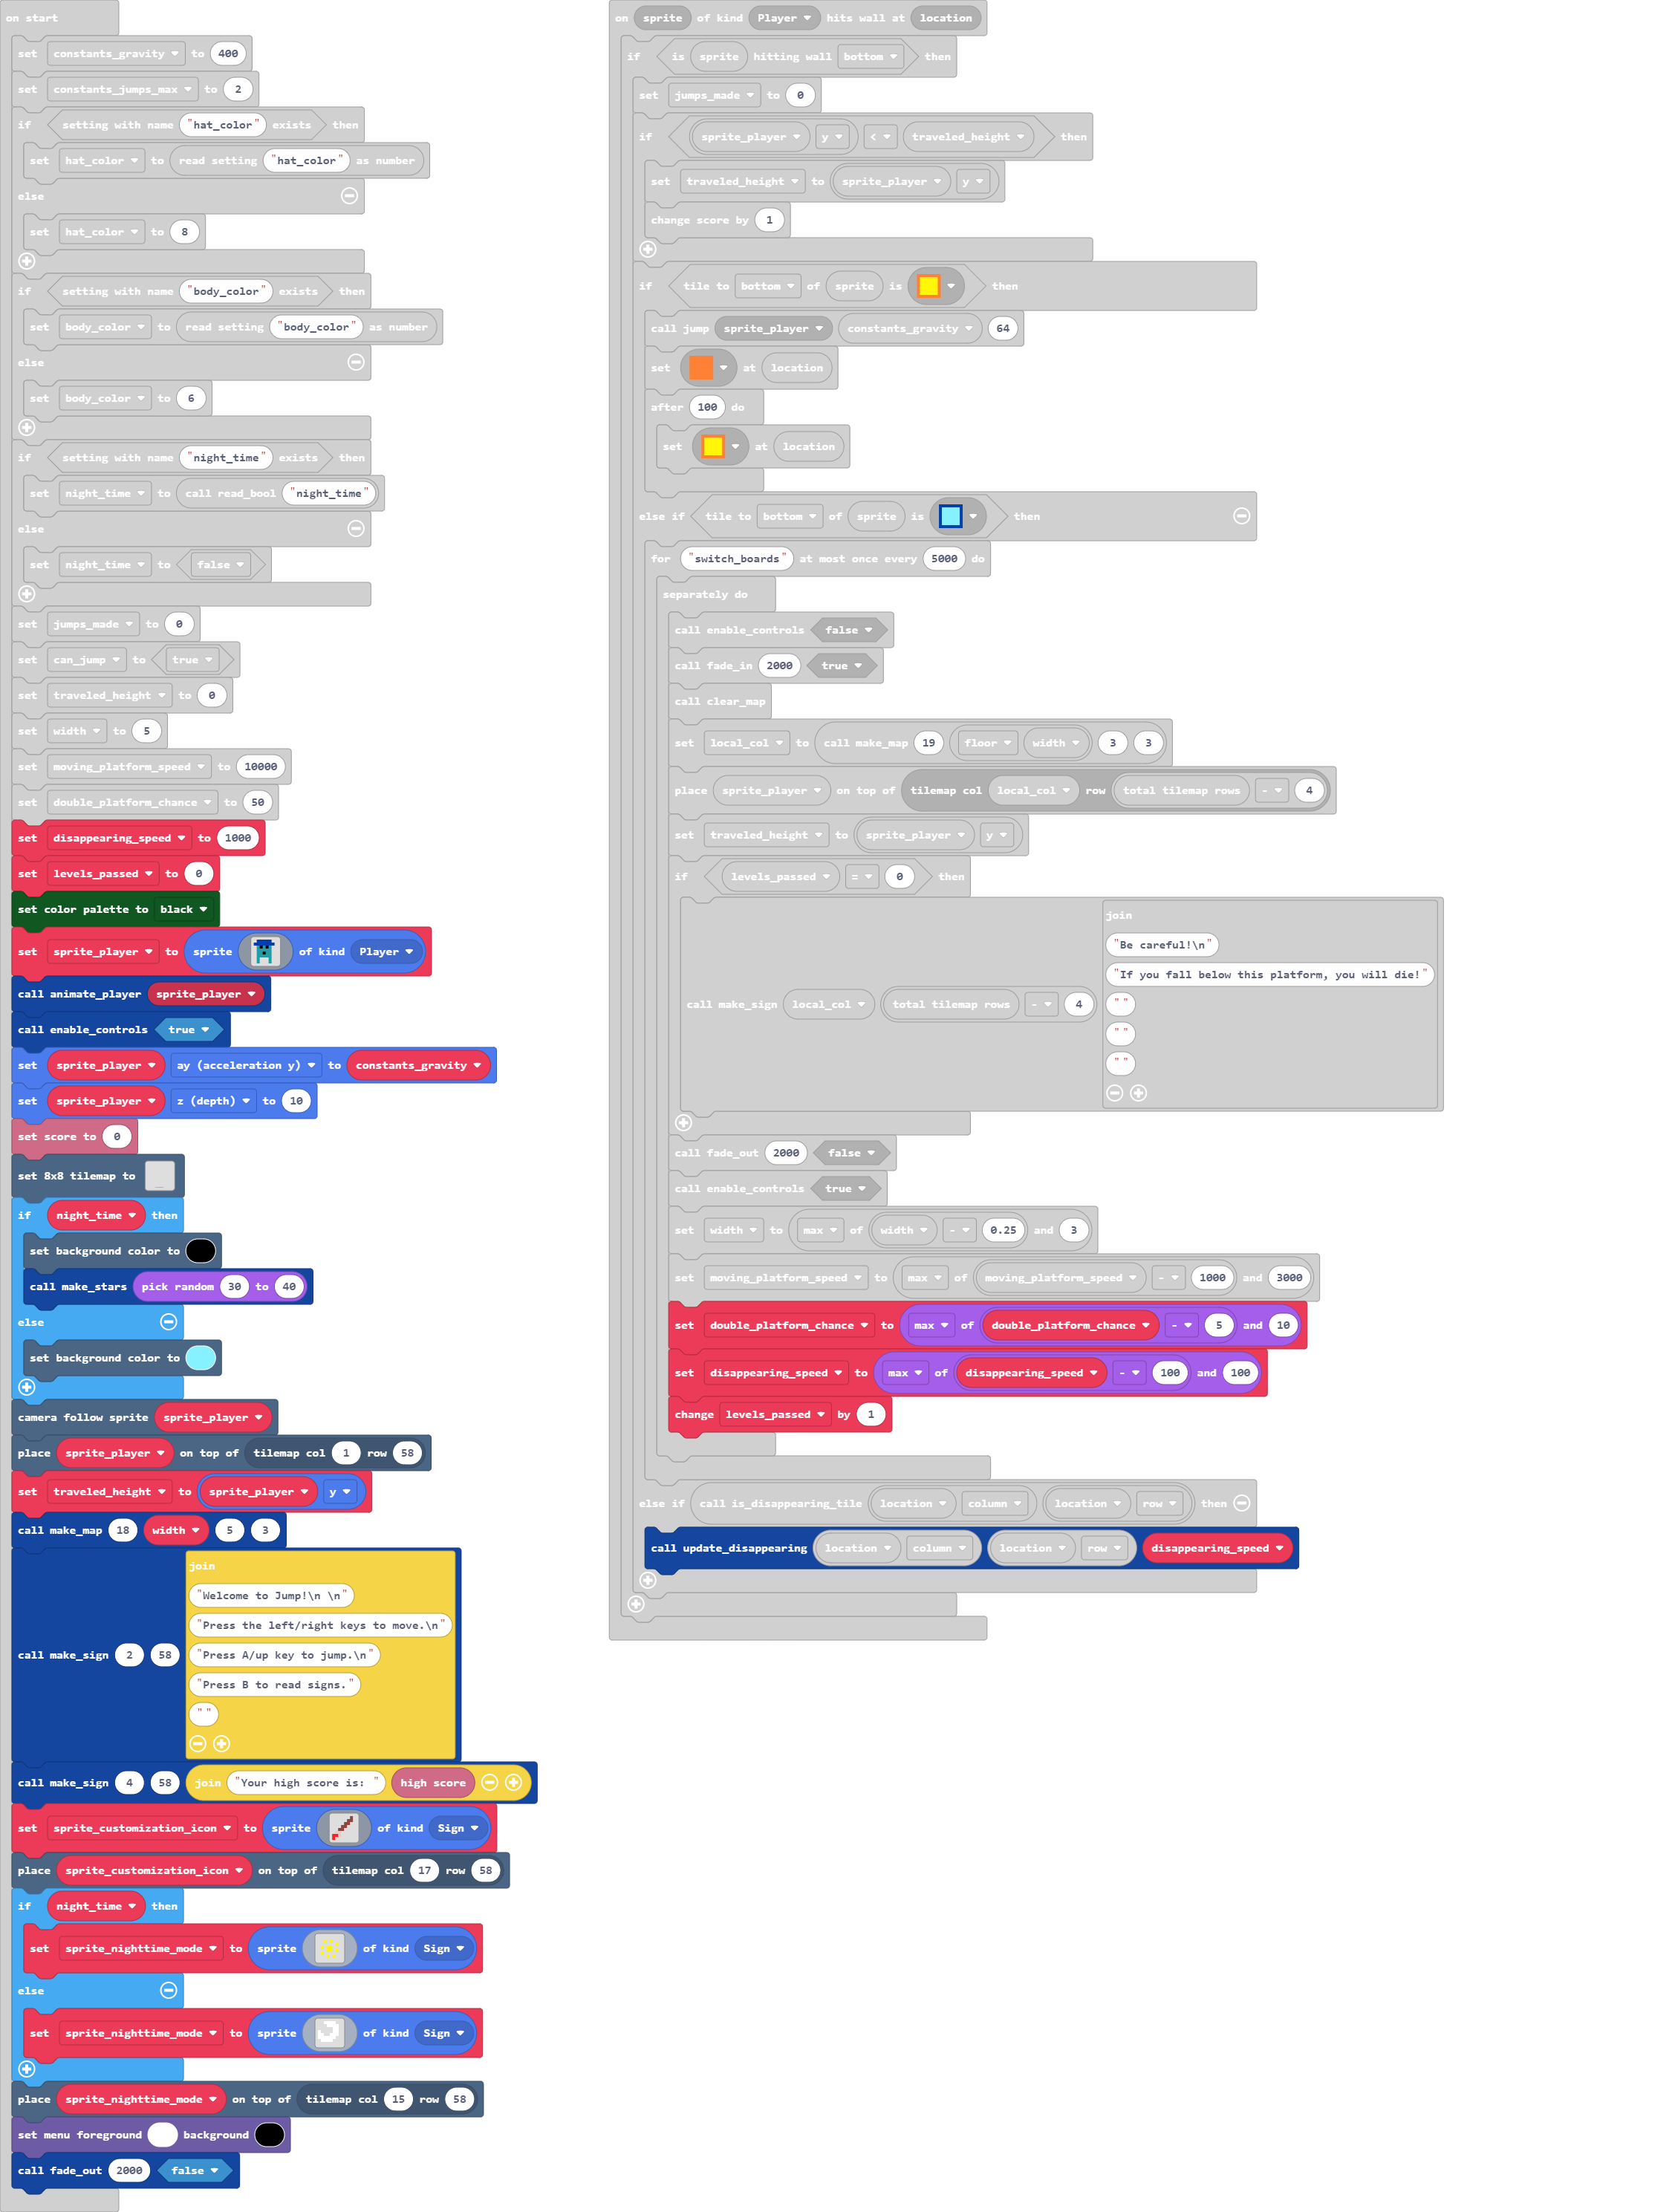 on start
set constants_gravity to 400
set constants_jumps_max to 2
if setting with name "hat_color" exists then
set hat_color to read setting "hat_color" as number
else
set hat_color to 8
if setting with name "body_color" exists then
set body_color to read setting "body_color" as number
else
set body_color to 6
if setting with name "night_time" exists then
set night_time to call read_bool "night_time"
else
set night_time to false
set jumps_made to 0
set can_jump to true
set traveled_height to 0
set width to 5
set moving_platform_speed to 10000
set double_platform_chance to 50
set disappearing_speed to 1000
set levels_passed to 0
set color palette to black
set sprite_player to sprite of kind Player
call animate_player sprite_player
call enable_controls true
set sprite_player ay (acceleration y) to constants_gravity
set sprite_player z (depth) to 10
set score to 0
set 8x8 tilemap to
if night_time then
set background color to
call make_stars pick random 30 to 40
else
set background color to
camera follow sprite sprite_player
place sprite_player on top of tilemap col 1 row 58
set traveled_height to sprite_player y
call make_map 18 width 5 3
call make_sign 2 58
join
"Welcome to Jump!\n \n"
"Press the left/right keys to move.\n"
"Press A/up key to jump.\n"
"Press B to read signs."
" "
call make_sign 4 58 join "Your high score is: " high score
set sprite_customization_icon to sprite of kind Sign
place sprite_customization_icon on top of tilemap col 17 row 58
if night_time then
set sprite_nighttime_mode to sprite of kind Sign
else
set sprite_nighttime_mode to sprite of kind Sign
place sprite_nighttime_mode on top of tilemap col 15 row 58
set menu foreground background
call fade_out 2000 false
on sprite of kind Player hits wall at location
if is sprite hitting wall bottom then
set jumps_made to 0
if sprite_player y < traveled_height then
set traveled_height to sprite_player y
change score by 1
if tile to bottom of sprite is then
call jump sprite_player constants_gravity 64
set at location
after 100 do
set at location
else if tile to bottom of sprite is then
for "switch_boards" at most once every 5000 do
separately do
call enable_controls false
call fade_in 2000 true
call clear_map
set local_col to call make_map 19 floor width 3 3
place sprite_player on top of tilemap col local_col row total tilemap rows - 4
set traveled_height to sprite_player y
if levels_passed = 0 then
call make_sign local_col total tilemap rows - 4
join
"Be careful!\n"
"If you fall below this platform, you will die!"
" "
" "
" "
call fade_out 2000 false
call enable_controls true
set width to max of width - 0.25 and 3
set moving_platform_speed to max of moving_platform_speed - 1000 and 3000
set double_platform_chance to max of double_platform_chance - 5 and 10
set disappearing_speed to max of disappearing_speed - 100 and 100
change levels_passed by 1
else if call is_disappearing_tile location column location row then
call update_disappearing location column location row disappearing_speed